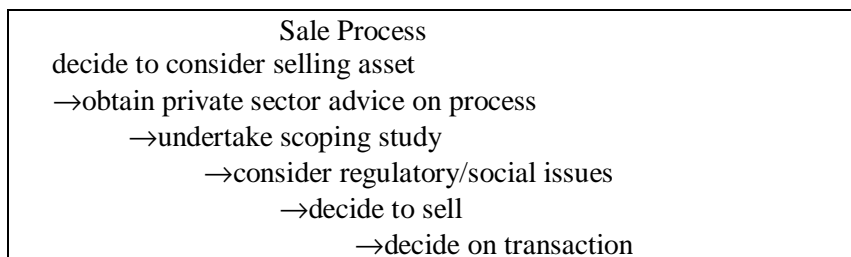 Sale Process
decide to consider selling asset
→obtain private sector advice on process
→undertake scoping study
→consider regulatory/social issues
→decide to sell
→decide on transaction